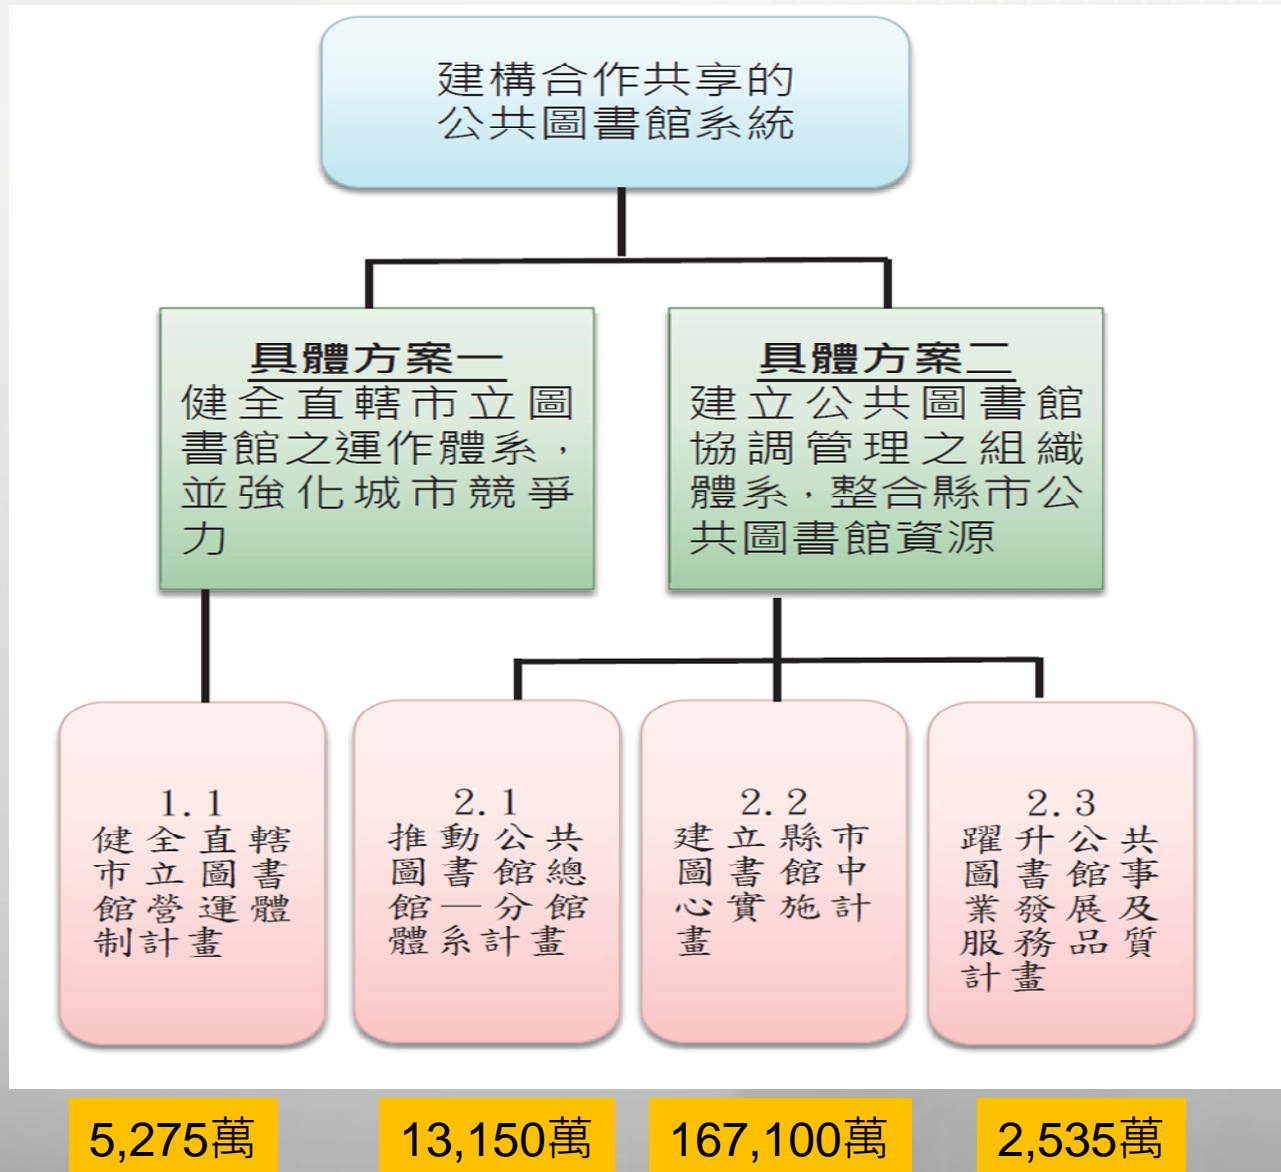 建構合作共享的
公共圖書館系統
具體方案一
健全直轄市立圖
書館之運作體系，
並強化城市競爭
力
具體方案二
建立公共圖書館
協調管理之組織
體系，整合縣市公
共圖書館資源
1.1
健全直轄
市立圖書
館營運體
制計畫
2.1
推動公共
圖書館總
館—分館
體系計畫
2.2
建立縣市
圖書館中
心實施計
畫
2.3
躍升公共
圖書館事
業發展及
服務品質
計畫
5,275萬
13,150萬
167,100萬
2,535萬